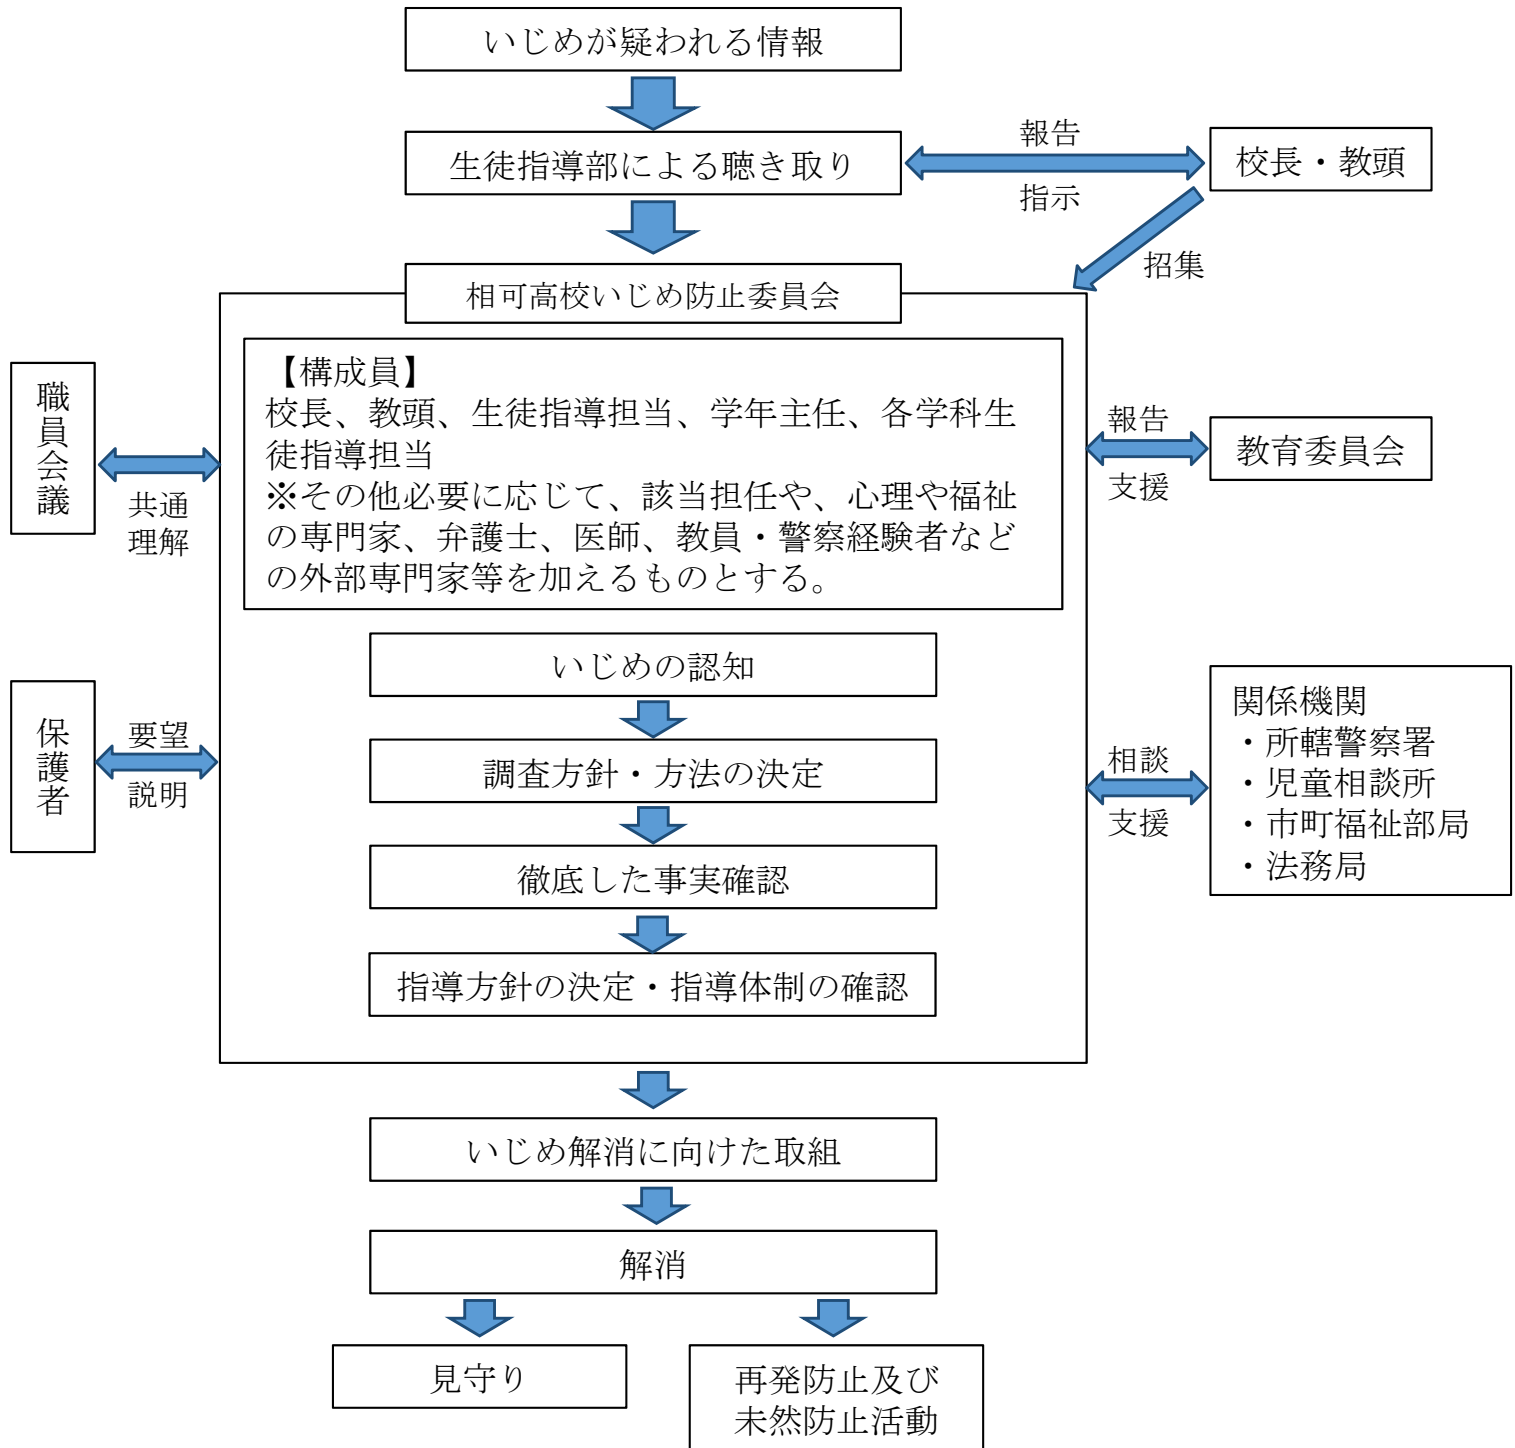 いじめが疑われる情報
生徒指導部による聴き取り
報告
指示
校長・教頭
招集
相可高校いじめ防止委員会
【構成員】
校長、教頭、生徒指導担当、学年主任、各学科生
徒指導担当
※その他必要に応じて、該当担任や、心理や福祉
の専門家、弁護士、医師、教員・警察経験者など
の外部専門家等を加えるものとする。
職員会議
共通
理解
報告
支援
教育委員会
いじめの認知
調査方針・方法の決定
徹底した事実確認
指導方針の決定・指導体制の確認
保護者
要望
説明
相談
支援
関係機関
・所轄警察署
・児童相談所
・市町福祉部局
・法務局
いじめ解消に向けた取組
解消
見守り
再発防止及び
未然防止活動